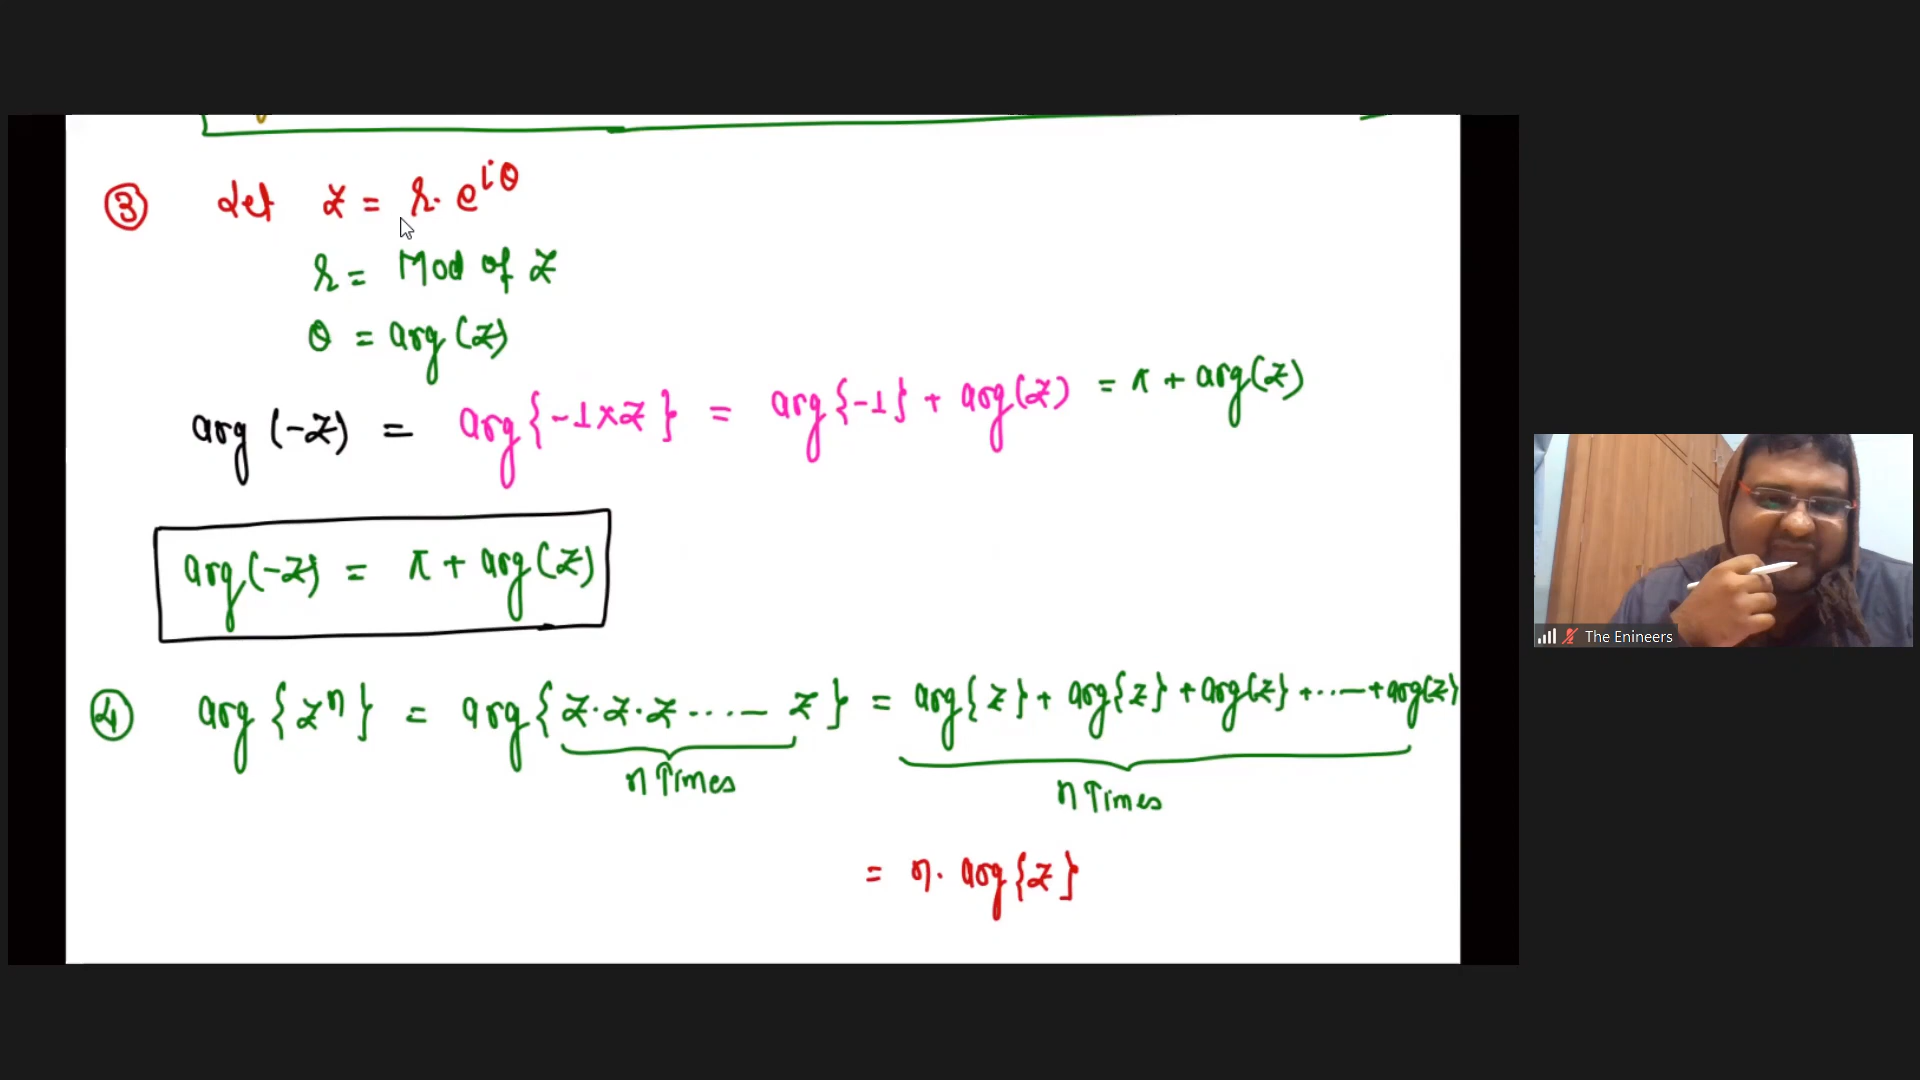 ③ Let z = r. e^{iθ}
r = Mod of z
θ = arg(z)
arg(-z) = arg{-1×z} = arg{-1} + arg(z) = π + arg(z)
arg(-z) = π + arg(z)
④ arg{z^n} = arg{z.z.z...._ z} = arg{z} + arg{z} + arg(z) +..._+arg(z)
n Times n Times
= n. arg{z}
The Enineers